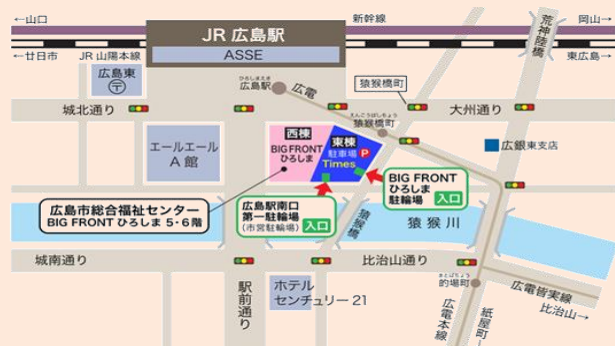 ←山口
新幹線
岡山→
JR 広島駅
ASSE
←廿日市
JR 山陽本線
東広島→
荒神陸橋
広島東
〒
ひろしまえき
広島駅
広電
猿猴橋町
城北通り
大州通り
えんこうばしちょう
猿猴橋町
エールエール
A 館
西棟
BIG FRONT
ひろしま
東棟
駐車場 P
Times
広銀東支店
BIG FRONT
ひろしま
駐輪場
入口
広島市総合福祉センター
BIG FRONT ひろしま 5・6 階
広島駅南口
第一駐輪場
(市営駐輪場)
入口
猿猴橋
猿猴川
城南通り
比治山通り
まとばちょう
的場町
駅前通り
ホテル
センチュリー 21
広電皆実線
比治山→
広電本線
紙屋町